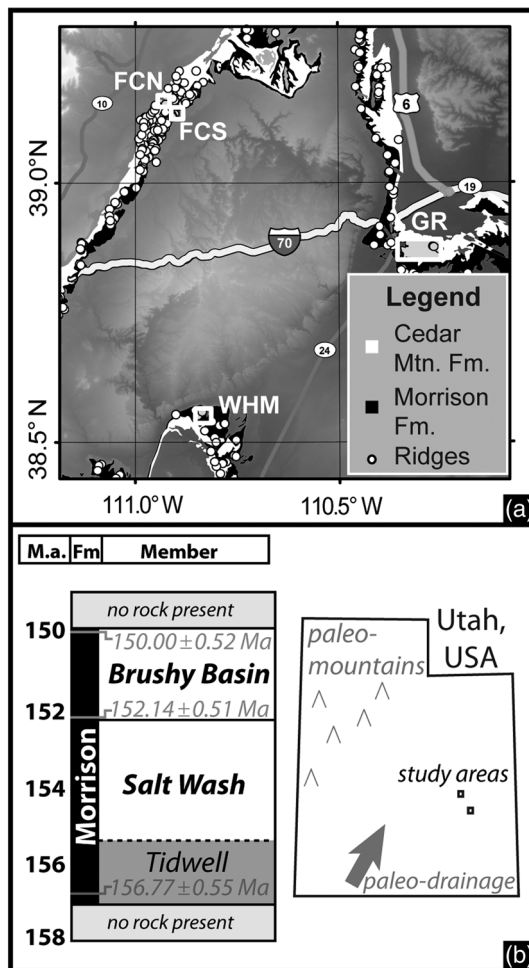 FCN
10
FCS
6
39.0°N
19
GR
70
Legend
Cedar
Mtn. Fm.
Morrison
Fm.
Ridges
24
WHM
38.5°N
111.0°W
110.5°W
(a)
M.a. Fm Member
no rock present
150
150.00±0.52 Ma
Brushy Basin
152.14±0.51 Ma
152
Morrison
154
Salt Wash
156
Tidwell
156.77±0.55 Ma
no rock present
158
paleo-
mountains
Utah,
USA
study areas
paleo-drainage
(b)